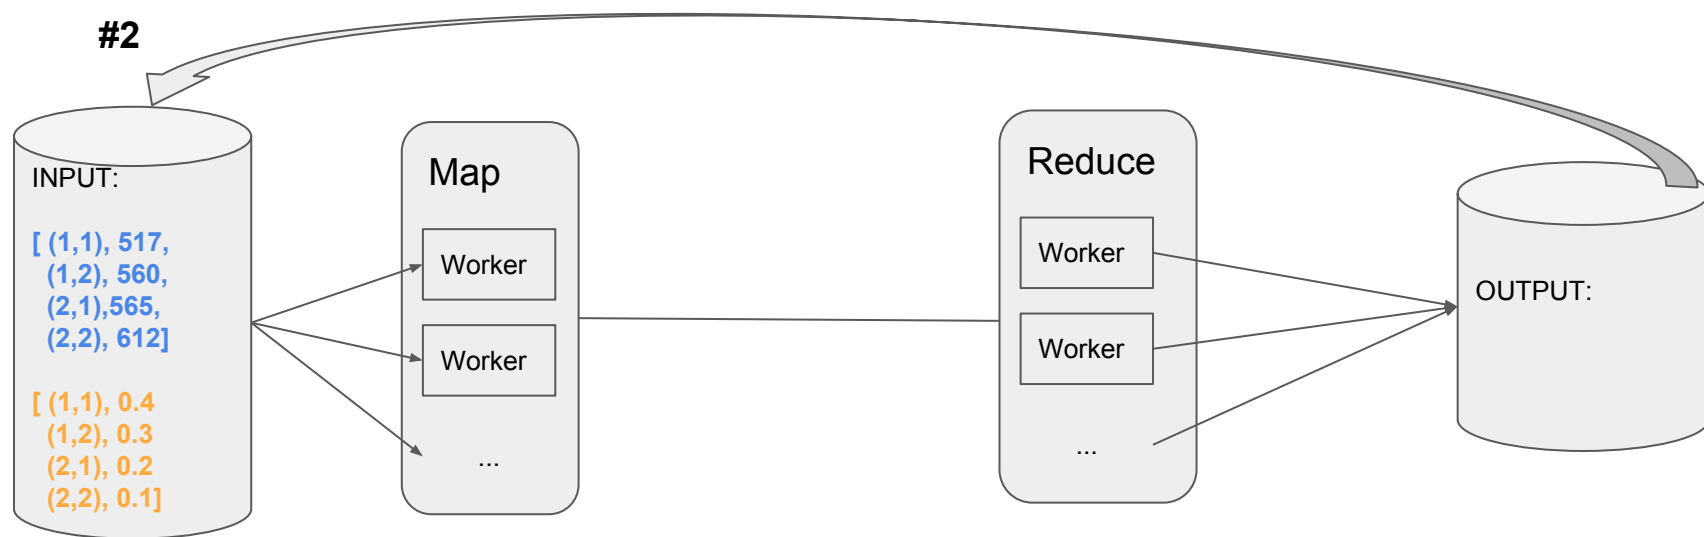 #2
INPUT:
[ (1,1), 517,
(1,2), 560,
(2,1),565,
(2,2), 612]
[ (1,1), 0.4
(1,2), 0.3
(2,1), 0.2
(2,2), 0.1]
Map
Worker
Worker
...
Reduce
Worker
Worker
...
OUTPUT: